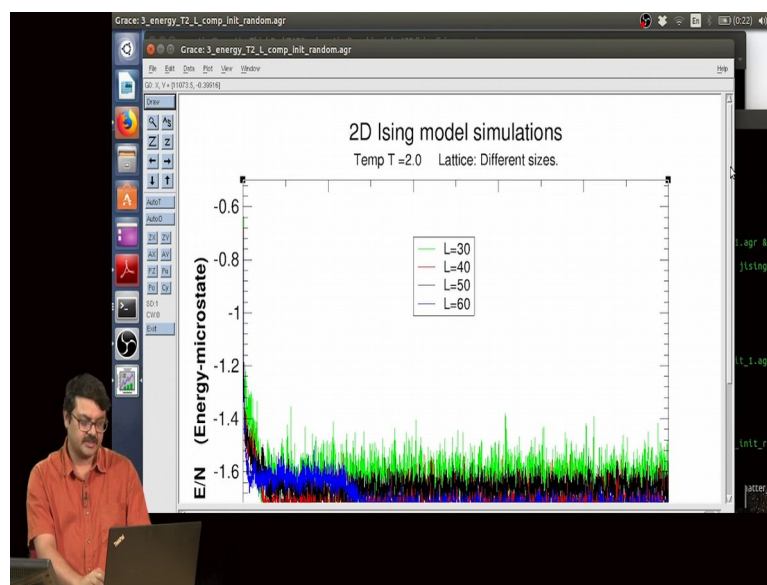 Grace: 3_energy_T2_L_comp_init_random.agr
En
(0:22)
Grace: 3_energy_T2_L_comp_init_random.agr
File Edit Data Plot View Window Help
G0: X, Y = [11073.5, -0.39916]
Draw
Z Z
AutoT
AutoO
ZX ZY
AX AY
PZ Pu
Po Cy
SD:1
CW:0
Exit
2D Ising model simulations
Temp T =2.0 Lattice: Different sizes.
-0.6
-0.8
-1
-1.2
-1.4
-1.6
E/N (Energy-microstate)
L=30
L=40
L=50
L=60
1.agr &
jising
it_1.ag
_init_r
atter
ThinkPad